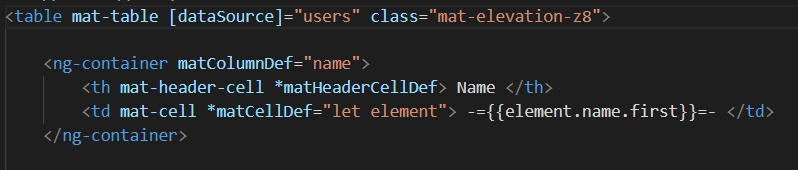 <table mat-table [dataSource]="users" class="mat-elevation-z8">
<ng-container matColumnDef="name">
<th mat-header-cell *matHeaderCellDef> Name </th>
<td mat-cell *matCellDef="let element"> -={{element.name.first}}=- </td>
</ng-container>